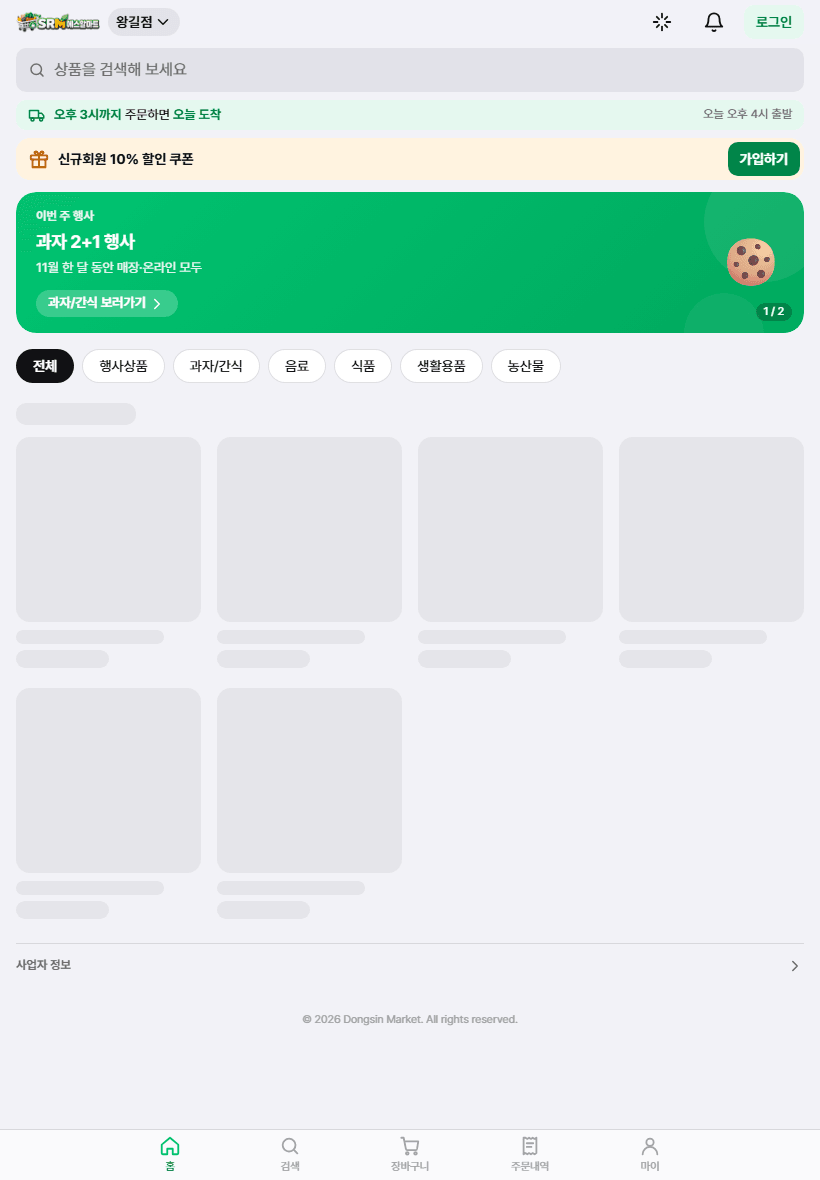 SRM 에스알마트 왕길점 로그인
상품을 검색해 보세요
오후 3시까지 주문하면 오늘 도착 오늘 오후 4시 출발
신규회원 10% 할인 쿠폰 가입하기
이번 주 행사
과자 2+1 행사
11월 한 달 동안 매장·온라인 모두
과자/간식 보러가기
1 / 2
전체 행사상품 과자/간식 음료 식품 생활용품 농산물
사업자 정보
© 2026 Dongsin Market. All rights reserved.
홈 검색 장바구니 주문내역 마이